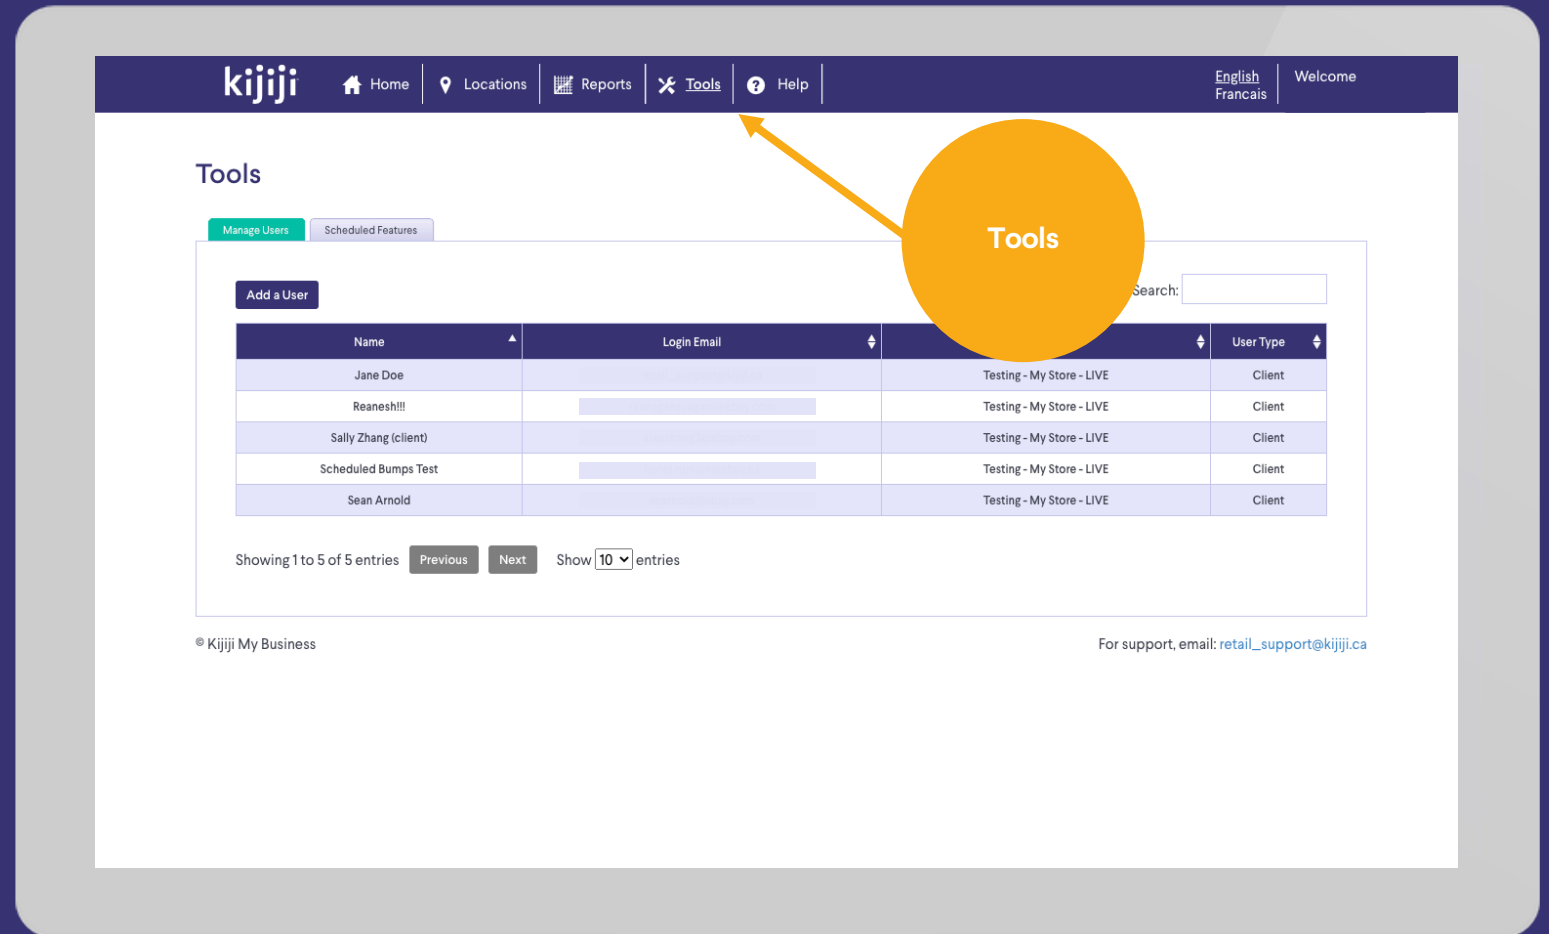 kijiji
Home
Locations
Reports
Tools
Help
English
Francais
Welcome
Tools
Tools
Manage Users
Scheduled Features
Add a User
Search:
Name
Login Email
User Type
Jane Doe
Testing - My Store - LIVE
Client
Reanesh!!!
Testing - My Store - LIVE
Client
Sally Zhang (client)
Testing - My Store - LIVE
Client
Scheduled Bumps Test
Testing - My Store - LIVE
Client
Sean Arnold
Testing - My Store - LIVE
Client
Showing 1 to 5 of 5 entries
Previous
Next
Show 10 entries
© Kijiji My Business
For support, email: retail_support@kijiji.ca